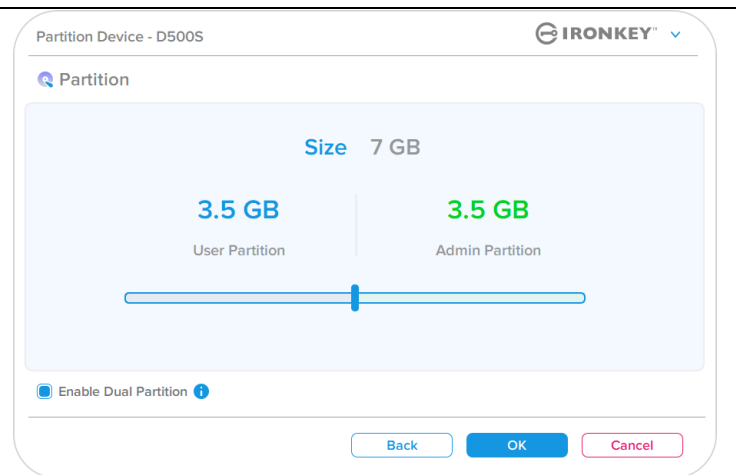 Partition Device - D500S
IRONKEY™
Partition
Size 7 GB
3.5 GB 3.5 GB
User Partition Admin Partition
Enable Dual Partition i
Back OK Cancel